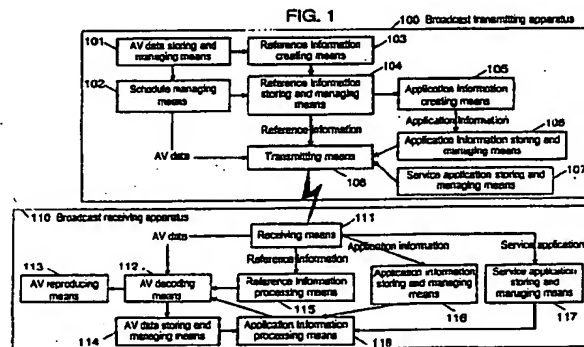 FIG. 1
100 Broadcast transmitting apparatus
101
AV data storing and
managing means
Reference information
creating means
103
104
102
Schedule managing
means
Reference information
storing and managing
means
105
Application information
creating means
Application information
Reference information
106
Application information storing
and managing means
AV data
Transmitting means
107
Service application storing
and managing means
108
110 Broadcast receiving apparatus
Receiving means
111
AV data
Application information
Service application
Reference information
113
112
AV reproducing
means
AV decoding
means
Reference information
processing means
Application information
storing and managing
means
Service application
storing and
managing means
115
116
117
AV data storing and
managing means
Application information
processing means
114
118